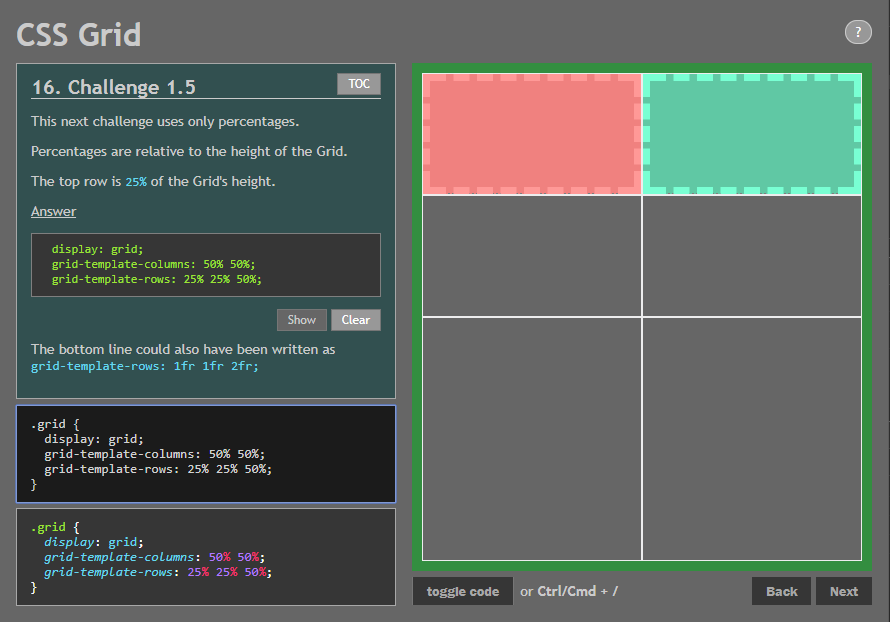 CSS Grid
?
16. Challenge 1.5
TOC
This next challenge uses only percentages.
Percentages are relative to the height of the Grid.
The top row is 25% of the Grid's height.
Answer
display: grid;
grid-template-columns: 50% 50%;
grid-template-rows: 25% 25% 50%;
Show
Clear
The bottom line could also have been written as
grid-template-rows: 1fr 1fr 2fr;
.grid {
  display: grid;
  grid-template-columns: 50% 50%;
  grid-template-rows: 25% 25% 50%;
}
.grid {
  display: grid;
  grid-template-columns: 50% 50%;
  grid-template-rows: 25% 25% 50%;
}
toggle code or Ctrl/Cmd + /
Back
Next